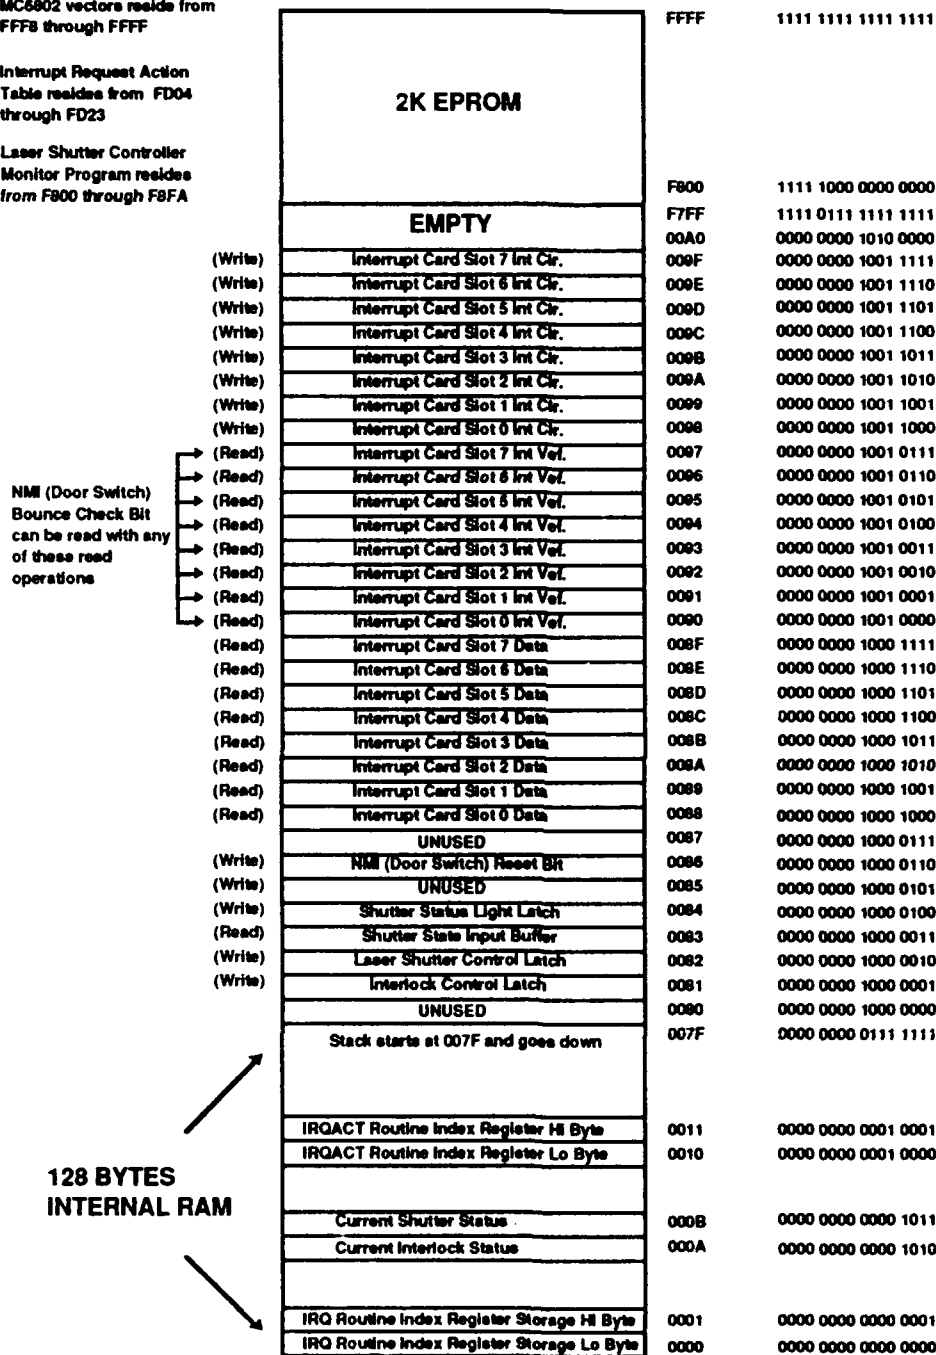 MC6802 vectors reside from
FFF8 through FFFF
Interrupt Request Action
Table resides from FD04
through FD23
Laser Shutter Controller
Monitor Program resides
from F800 through F8FA
2K EPROM
FFFF 1111 1111 1111 1111
F800 1111 1000 0000 0000
EMPTY
F7FF 1111 0111 1111 1111
00A0 0000 0000 1010 0000
(Write) Interrupt Card Slot 7 Int Clr. 009F 0000 0000 1001 1111
(Write) Interrupt Card Slot 6 Int Clr. 009E 0000 0000 1001 1110
(Write) Interrupt Card Slot 5 Int Clr. 009D 0000 0000 1001 1101
(Write) Interrupt Card Slot 4 Int Clr. 009C 0000 0000 1001 1100
(Write) Interrupt Card Slot 3 Int Clr. 009B 0000 0000 1001 1011
(Write) Interrupt Card Slot 2 Int Clr. 009A 0000 0000 1001 1010
(Write) Interrupt Card Slot 1 Int Clr. 0099 0000 0000 1001 1001
(Write) Interrupt Card Slot 0 Int Clr. 0098 0000 0000 1001 1000
NMI (Door Switch)
Bounce Check Bit
can be read with any
of these read
operations
(Read) Interrupt Card Slot 7 Int Vef. 0097 0000 0000 1001 0111
(Read) Interrupt Card Slot 6 Int Vef. 0096 0000 0000 1001 0110
(Read) Interrupt Card Slot 5 Int Vef. 0095 0000 0000 1001 0101
(Read) Interrupt Card Slot 4 Int Vef. 0094 0000 0000 1001 0100
(Read) Interrupt Card Slot 3 Int Vef. 0093 0000 0000 1001 0011
(Read) Interrupt Card Slot 2 Int Vef. 0092 0000 0000 1001 0010
(Read) Interrupt Card Slot 1 Int Vef. 0091 0000 0000 1001 0001
(Read) Interrupt Card Slot 0 Int Vef. 0090 0000 0000 1001 0000
(Read) Interrupt Card Slot 7 Data 008F 0000 0000 1000 1111
(Read) Interrupt Card Slot 6 Data 008E 0000 0000 1000 1110
(Read) Interrupt Card Slot 5 Data 008D 0000 0000 1000 1101
(Read) Interrupt Card Slot 4 Data 008C 0000 0000 1000 1100
(Read) Interrupt Card Slot 3 Data 008B 0000 0000 1000 1011
(Read) Interrupt Card Slot 2 Data 008A 0000 0000 1000 1010
(Read) Interrupt Card Slot 1 Data 0089 0000 0000 1000 1001
(Read) Interrupt Card Slot 0 Data 0088 0000 0000 1000 1000
UNUSED 0087 0000 0000 1000 0111
(Write) NMI (Door Switch) Reset Bit 0086 0000 0000 1000 0110
(Write) UNUSED 0085 0000 0000 1000 0101
(Write) Shutter Status Light Latch 0084 0000 0000 1000 0100
(Read) Shutter State Input Buffer 0083 0000 0000 1000 0011
(Write) Laser Shutter Control Latch 0082 0000 0000 1000 0010
(Write) Interlock Control Latch 0081 0000 0000 1000 0001
UNUSED 0080 0000 0000 1000 0000
Stack starts at 007F and goes down 007F 0000 0000 0111 1111
IRQACT Routine Index Register Hi Byte 0011 0000 0000 0001 0001
IRQACT Routine Index Register Lo Byte 0010 0000 0000 0001 0000
128 BYTES
INTERNAL RAM
Current Shutter Status 000B 0000 0000 0000 1011
Current Interlock Status 000A 0000 0000 0000 1010
IRQ Routine Index Register Storage Hi Byte 0001 0000 0000 0000 0001
IRQ Routine Index Register Storage Lo Byte 0000 0000 0000 0000 0000